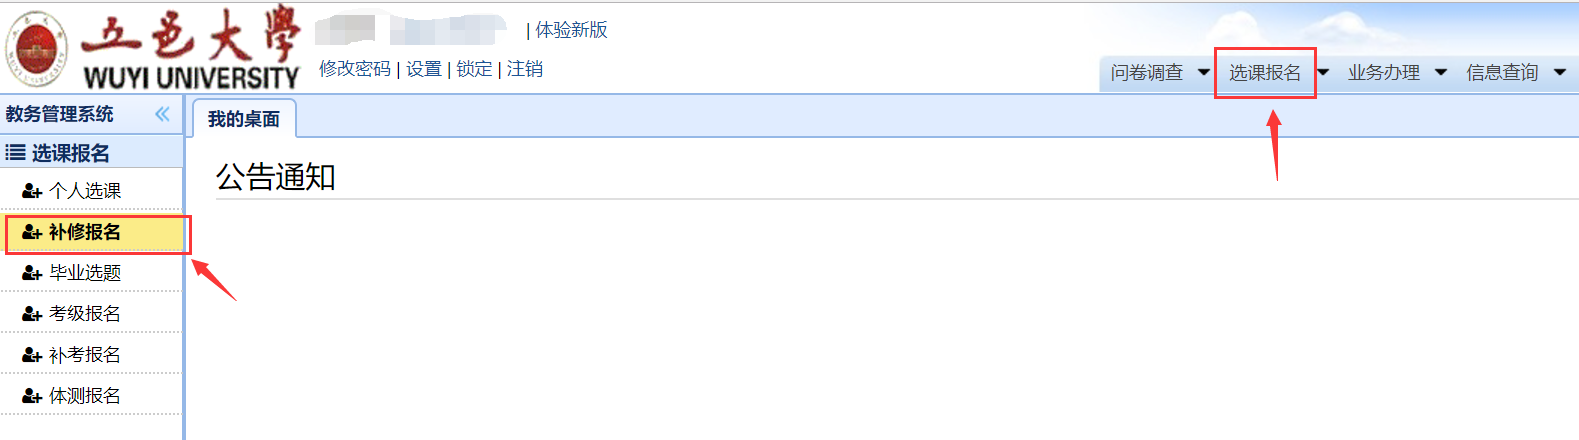 五邑大學
WUYI UNIVERSITY
| 体验新版
修改密码 | 设置 | 锁定 | 注销
问卷调查 选课报名 业务办理 信息查询
教务管理系统
我的桌面
选课报名
公告通知
个人选课
补修报名
毕业选题
考级报名
补考报名
体测报名